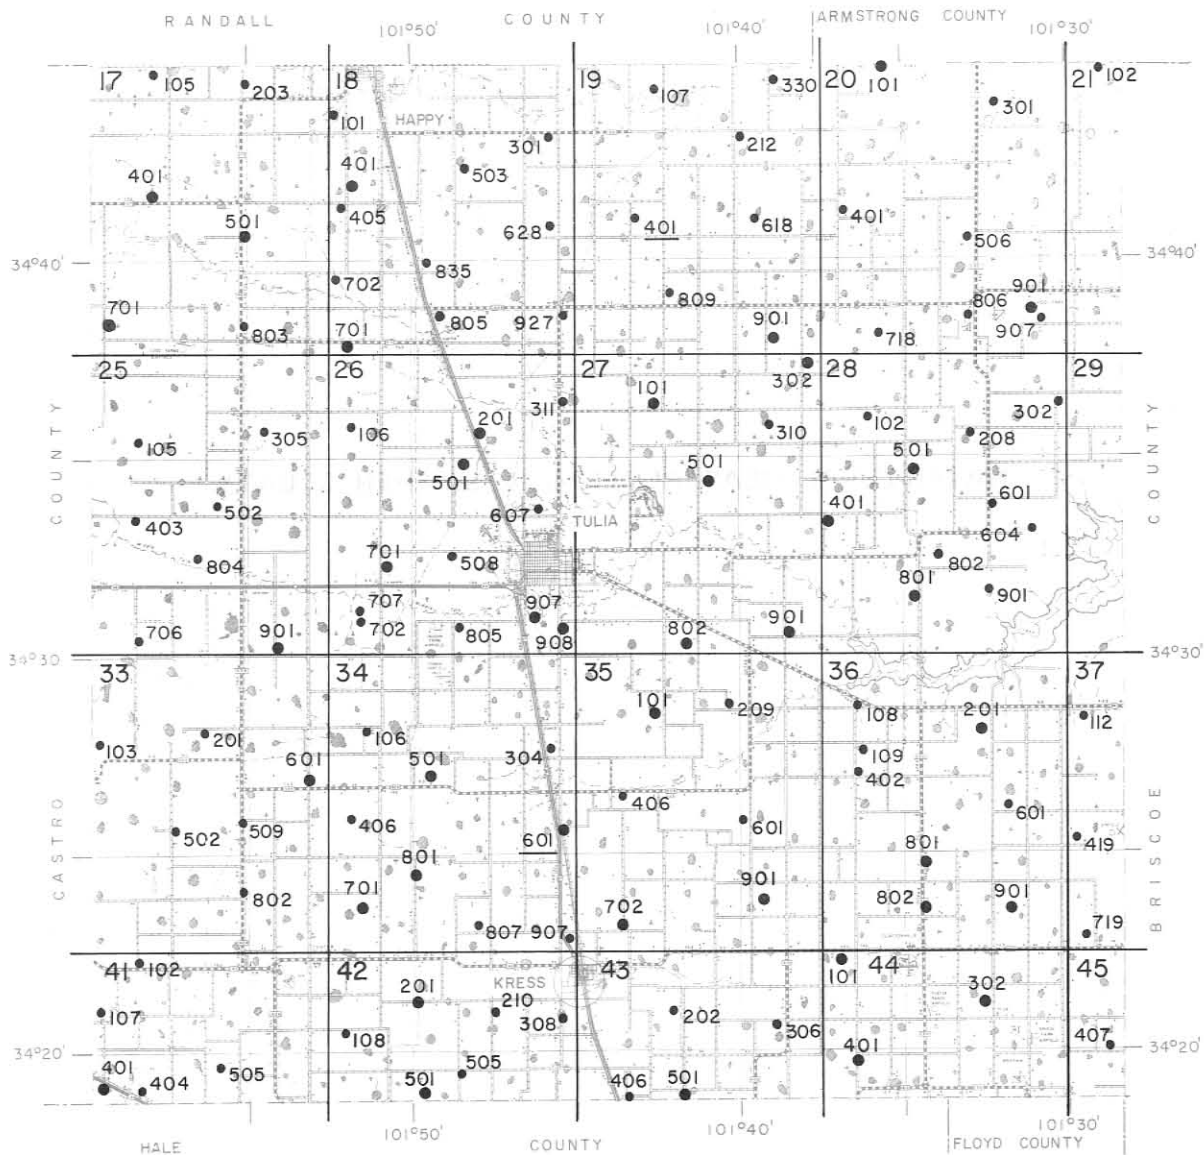 RANDALL COUNTY ARMSTRONG COUNTY
101°50' 101°40' 101°30'
17 105 203 18 19 107 330 20 101 21 102
101 301
HAPPY 301 212
401 401 503
405 401 618 401
501 628 506
34°40' 835 34°40'
702 809 901
701 803 701 805 927 901 718 806 907
25 26 27 302 28 29
311 101 302
105 305 106 201 310 102 208
501 501 501
403 502 607 TULIA 401 601
604
804 701 508 802
801
707 907 901
706 901 702 805 908 802 901
34°30' 34°30'
COUNTY COUNTY
33 34 35 36 37
101 209 108 201 112
103 201 106 304 109
601 501 402
406 601 601
502 509 406 601 419
801 801
802 701 901 802 901
702
807 907 719
CASTRO BRISCOE
41 102 42 43 44 45
KRESS 101
107 201 210 302
108 308 202 306 407
34°20' 401 34°20'
401 404 505 505
501 406 501
101°50' 101°40' 101°30'
HALE COUNTY FLOYD COUNTY